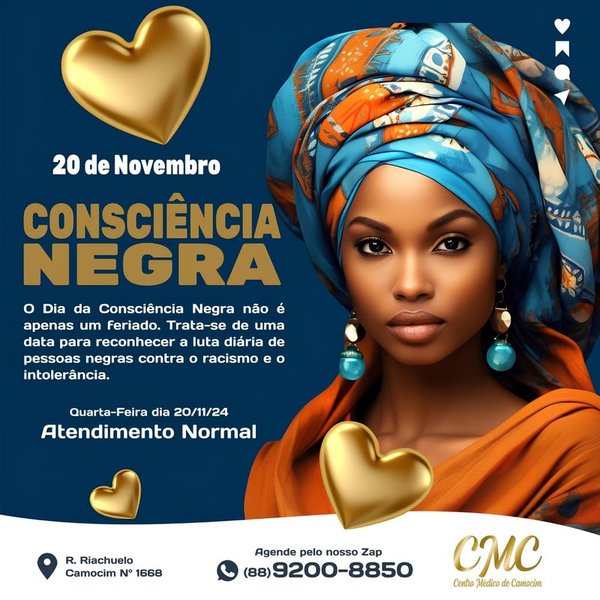 20 de Novembro
CONSCIÊNCIA
NEGRA
O Dia da Consciência Negra não é
apenas um feriado. Trata-se de uma
data para reconhecer a luta diária de
pessoas negras contra o racismo e o
intolerância.
Quarta-Feira dia 20/11/24
Atendimento Normal
R. Riachuelo
Camocim Nº 1668
Agende pelo nosso Zap
(88)9200-8850
CMC
Centro Médico de Camocim